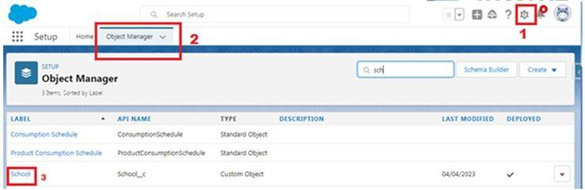 Search Setup
1
Setup Home Object Manager 2
SETUP
Object Manager
3 Items, Sorted by Label
sch
Schema Builder
Create
LABEL API NAME TYPE DESCRIPTION LAST MODIFIED DEPLOYED
Consumption Schedule ConsumptionSchedule Standard Object
Product Consumption Schedule ProductConsumptionSchedule Standard Object
School 3 School__c Custom Object 04/04/2023